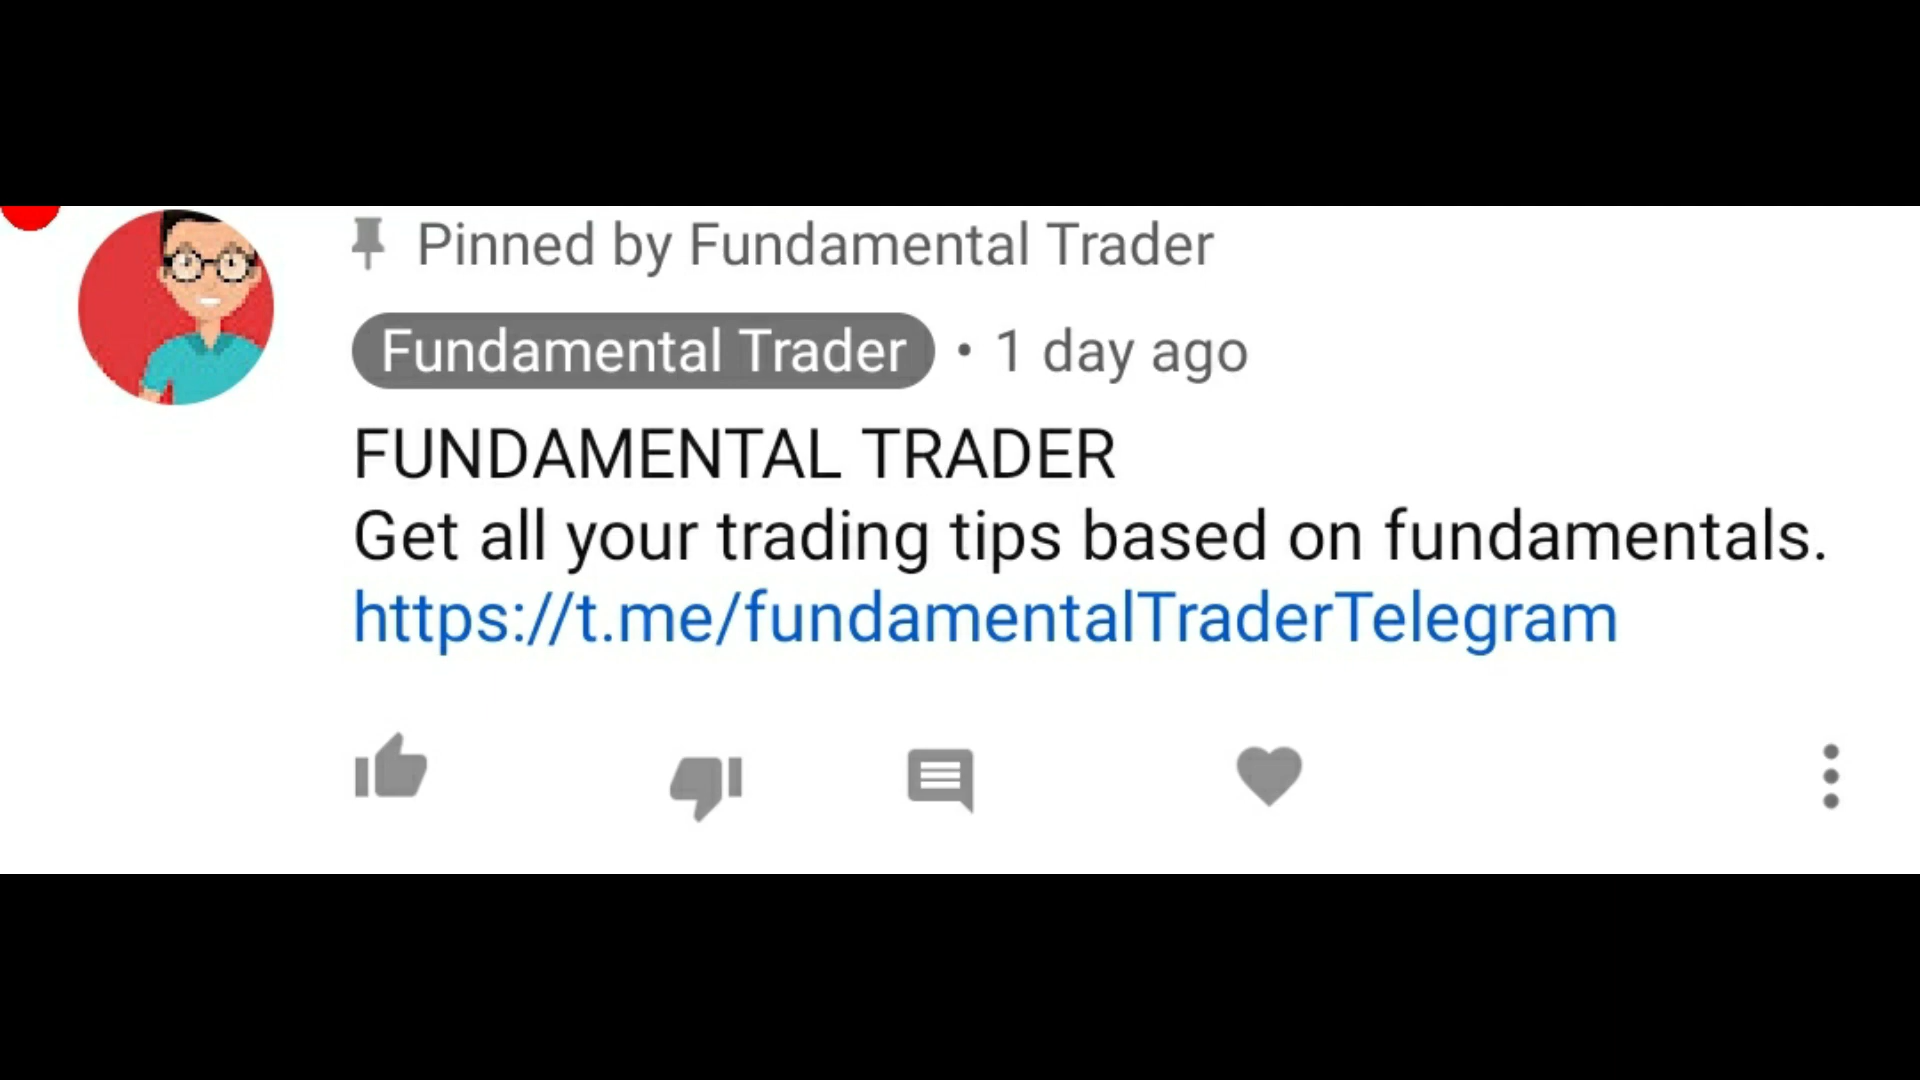 Pinned by Fundamental Trader
Fundamental Trader • 1 day ago
FUNDAMENTAL TRADER
Get all your trading tips based on fundamentals.
https://t.me/fundamentalTraderTelegram